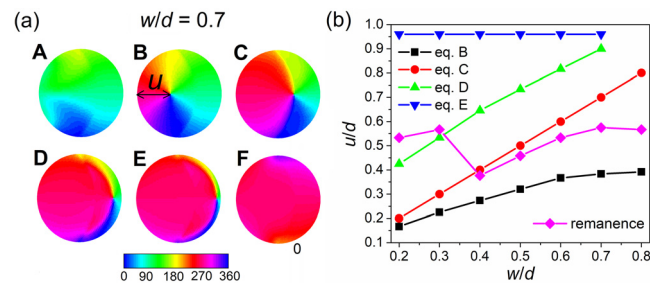 (a) w/d = 0.7
A B C
u
D E F
0
0 90 180 270 360
(b)
u/d
1.0
0.9
0.8
0.7
0.6
0.5
0.4
0.3
0.2
0.1
eq. B
eq. C
eq. D
eq. E
remanence
0.2 0.3 0.4 0.5 0.6 0.7 0.8
w/d